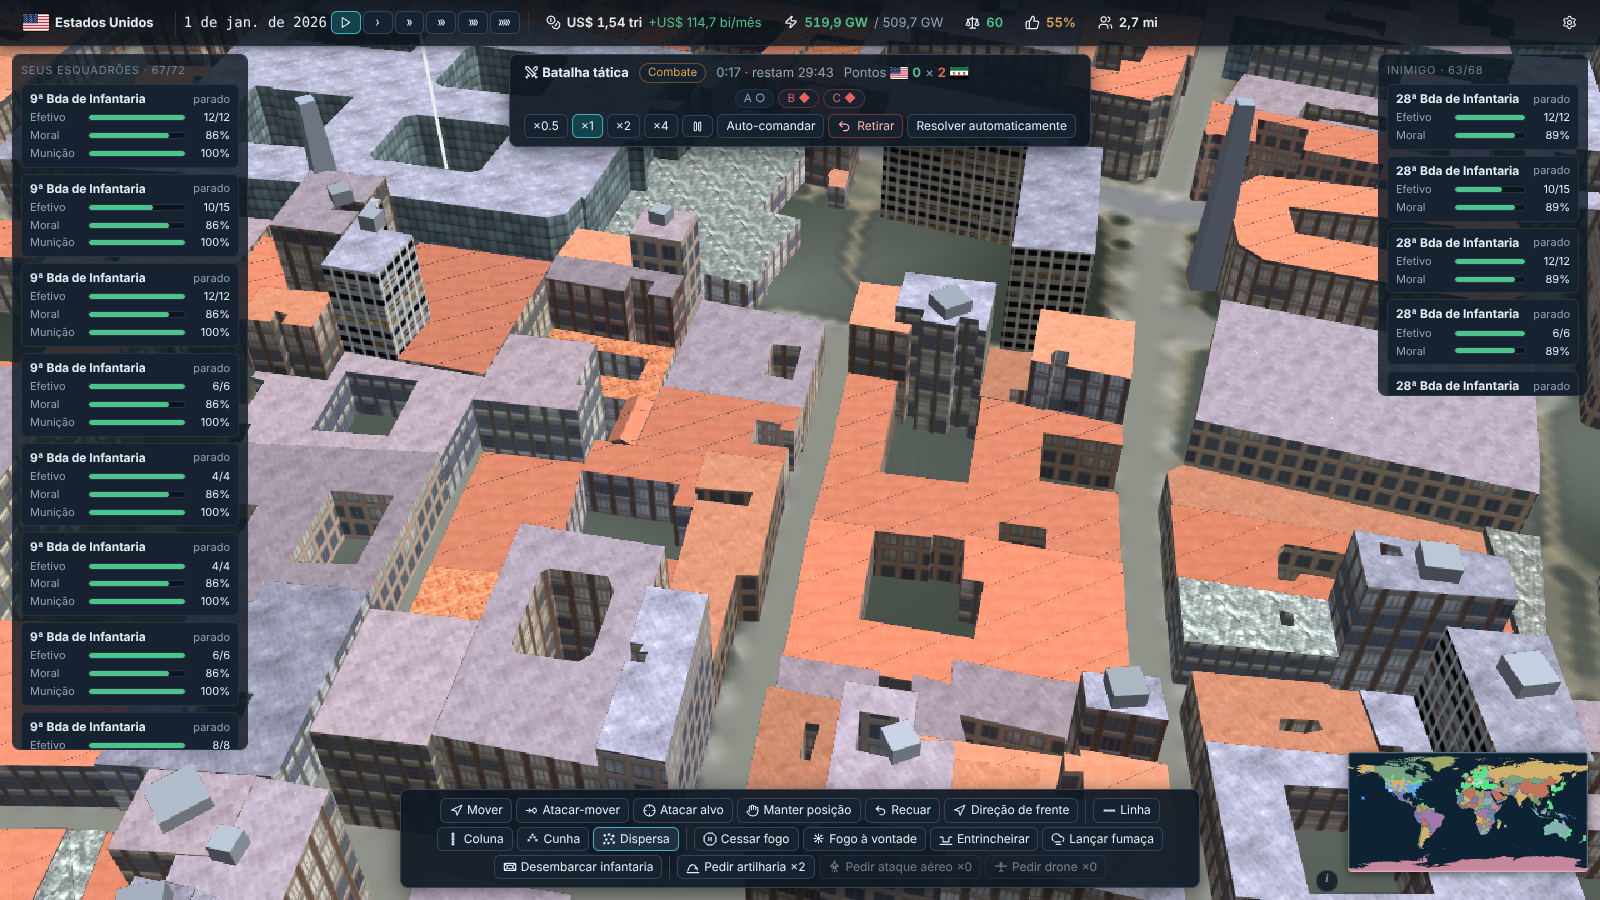 Estados Unidos
1 de jan. de 2026
US$ 1,54 tri +US$ 114,7 bi/mês
519,9 GW / 509,7 GW
60
55%
2,7 mi
SEUS ESQUADRÕES · 67/72
9ª Bda de Infantaria parado
Efetivo 12/12
Moral 86%
Munição 100%
9ª Bda de Infantaria parado
Efetivo 10/15
Moral 86%
Munição 100%
9ª Bda de Infantaria parado
Efetivo 12/12
Moral 86%
Munição 100%
9ª Bda de Infantaria parado
Efetivo 6/6
Moral 86%
Munição 100%
9ª Bda de Infantaria parado
Efetivo 4/4
Moral 86%
Munição 100%
9ª Bda de Infantaria parado
Efetivo 4/4
Moral 86%
Munição 100%
9ª Bda de Infantaria parado
Efetivo 6/6
Moral 86%
Munição 100%
9ª Bda de Infantaria parado
Efetivo 8/8
Batalha tática Combate 0:17 · restam 29:43 Pontos 0 × 2
A B C
×0.5 ×1 ×2 ×4 Auto-comandar Retirar Resolver automaticamente
INIMIGO · 63/68
28ª Bda de Infantaria parado
Efetivo 12/12
Moral 89%
28ª Bda de Infantaria parado
Efetivo 10/15
Moral 89%
28ª Bda de Infantaria parado
Efetivo 12/12
Moral 89%
28ª Bda de Infantaria parado
Efetivo 6/6
Moral 89%
28ª Bda de Infantaria parado
Mover Atacar-mover Atacar alvo Manter posição Recuar Direção de frente Linha
Coluna Cunha Dispersa Cessar fogo Fogo à vontade Entrincheirar Lançar fumaça
Desembarcar infantaria Pedir artilharia ×2 Pedir ataque aéreo ×0 Pedir drone ×0
i